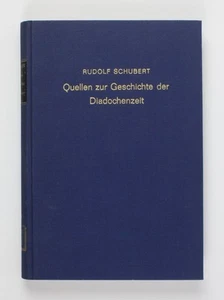 RUDOLF SCHUBERT
Quellen zur Geschichte der
Diadochenzeit